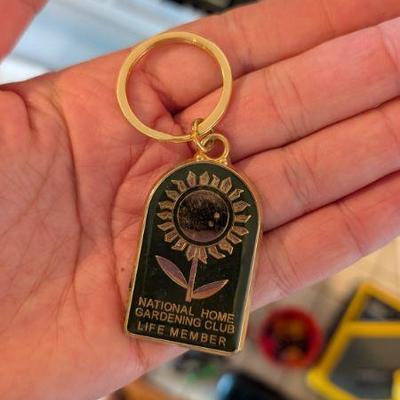 NATIONAL HOME
GARDENING CLUB
LIFE MEMBER